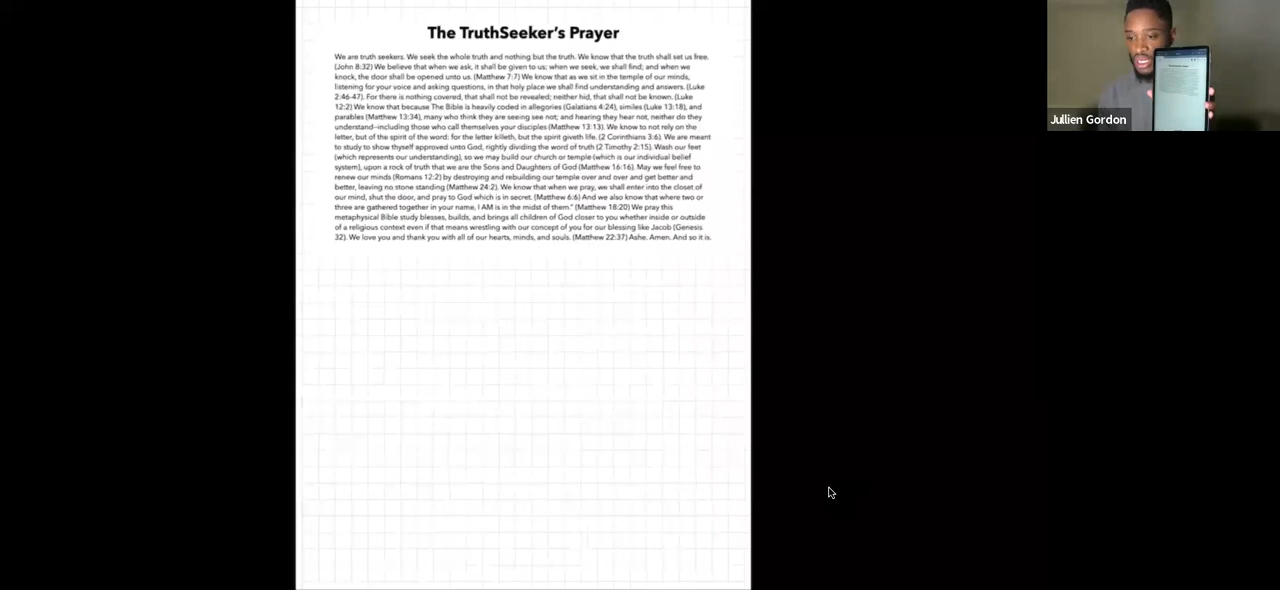 The TruthSeeker's Prayer
We are truth seekers. We seek the whole truth and nothing but the truth. We know that the truth shall set us free.
(John 8:32) We believe that when we ask, it shall be given to us; when we seek, we shall find; and when we
knock, the door shall be opened unto us. (Matthew 7:7) We know that as we sit in the temple of our minds,
listening for your voice and asking questions, in that holy place we shall find understanding and answers. (Luke
2:46-47). For there is nothing covered, that shall not be revealed; neither hid, that shall not be known. (Luke
12:2) We know that because The Bible is heavily coded in allegories (Galatians 4:24), similes (Luke 13:18), and
parables (Matthew 13:34), many who think they are seeing see not; and hearing they hear not, neither do they
understand--including those who call themselves your disciples (Matthew 13:13). We know to not rely on the
letter, but of the spirit of the word: for the letter killeth, but the spirit giveth life. (2 Corinthians 3:6). We are meant
to study to show thyself approved unto God, rightly dividing the word of truth (2 Timothy 2:15). Wash our feet
(which represents our understanding), so we may build our church or temple (which is our individual belief
system), upon a rock of truth that we are the Sons and Daughters of God (Matthew 16:16). May we feel free to
renew our minds (Romans 12:2) by destroying and rebuilding our temple over and over and get better and
better, leaving no stone standing (Matthew 24:2). We know that when we pray, we shall enter into the closet of
our mind, shut the door, and pray to God which is in secret. (Matthew 6:6) And we also know that where two or
three are gathered together in your name, I AM is in the midst of them." (Matthew 18:20) We pray this
metaphysical Bible study blesses, builds, and brings all children of God closer to you whether inside or outside
of a religious context even if that means wrestling with our concept of you for our blessing like Jacob (Genesis
32). We love you and thank you with all of our hearts, minds, and souls. (Matthew 22:37) Ashe. Amen. And so it is.
Jullien Gordon